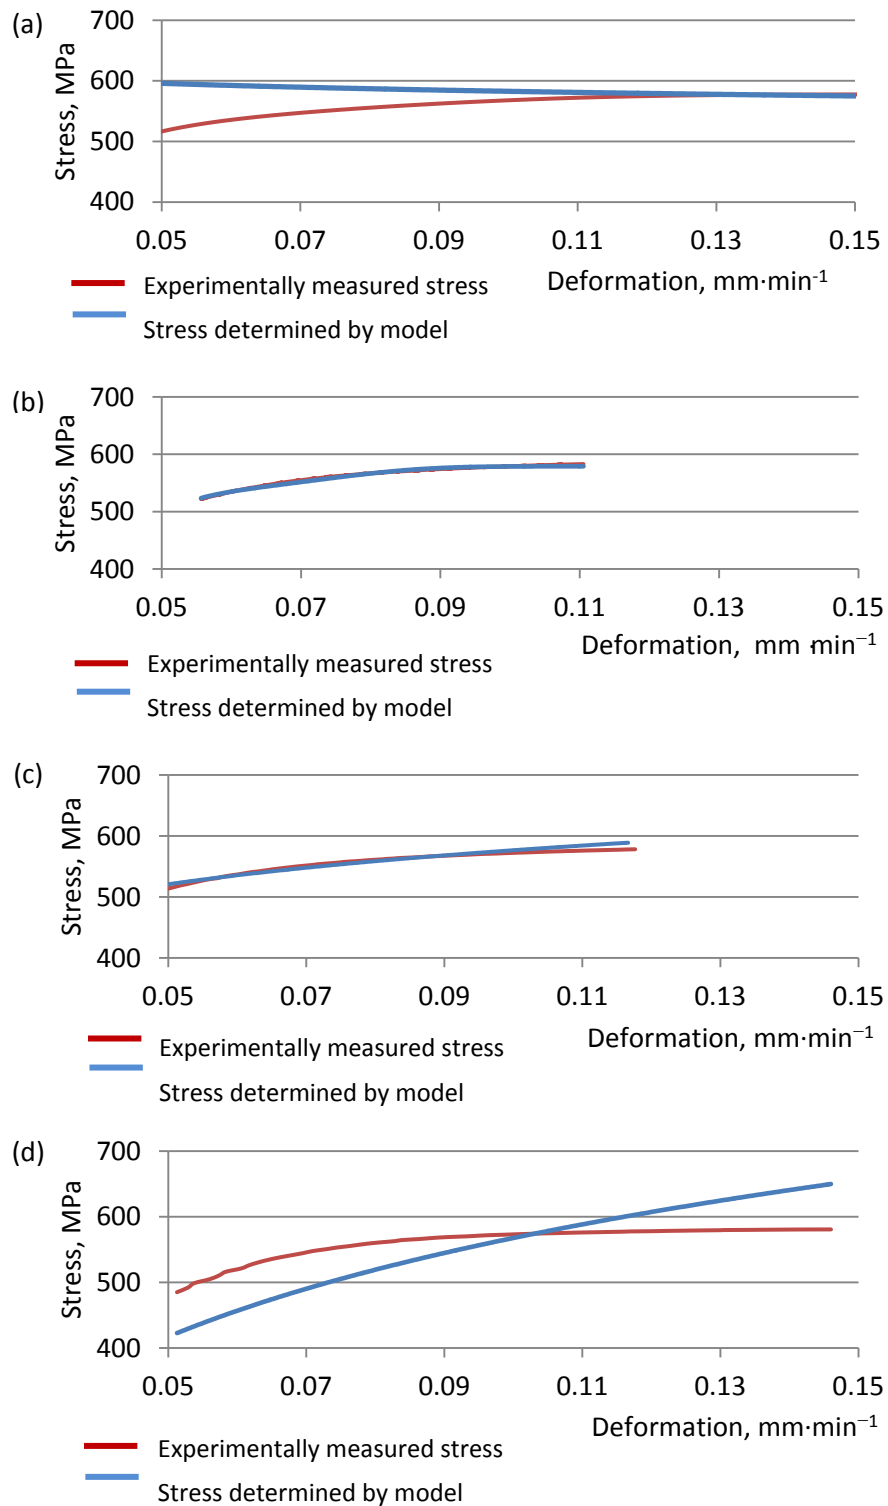 (a)
Stress, MPa
700
600
500
400
0.05 0.07 0.09 0.11 0.13 0.15
Deformation, mm·min-1
Experimentally measured stress
Stress determined by model
(b)
Stress, MPa
700
600
500
400
0.05 0.07 0.09 0.11 0.13 0.15
Deformation, mm ·min−1
Experimentally measured stress
Stress determined by model
(c)
Stress, MPa
700
600
500
400
0.05 0.07 0.09 0.11 0.13 0.15
Deformation, mm·min−1
Experimentally measured stress
Stress determined by model
(d)
Stress, MPa
700
600
500
400
0.05 0.07 0.09 0.11 0.13 0.15
Deformation, mm·min−1
Experimentally measured stress
Stress determined by model